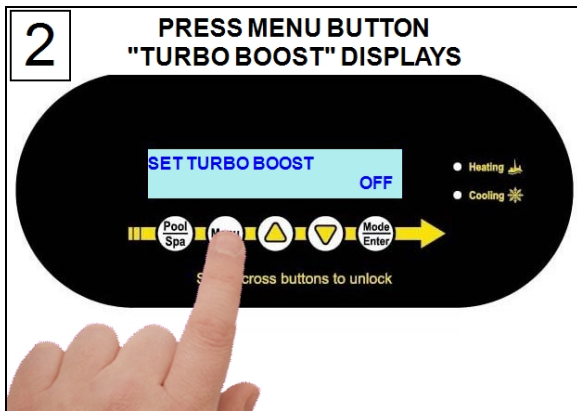 2
PRESS MENU BUTTON
"TURBO BOOST" DISPLAYS
SET TURBO BOOST
OFF
Heating
Cooling
Pool
Spa
Mode
Enter
cross buttons to unlock